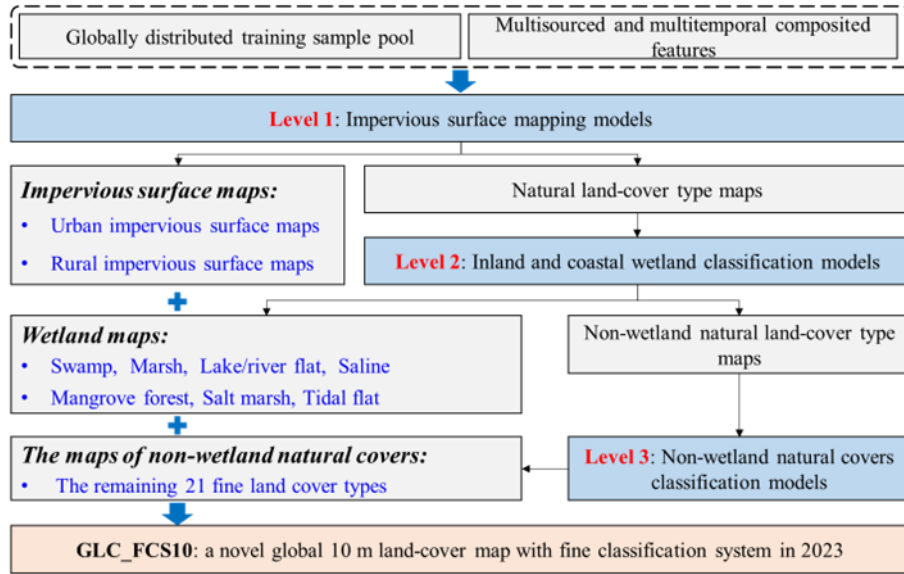 Globally distributed training sample pool
Multisourced and multitemporal composited
features
Level 1: Impervious surface mapping models
Impervious surface maps:
• Urban impervious surface maps
• Rural impervious surface maps
Natural land-cover type maps
Level 2: Inland and coastal wetland classification models
Wetland maps:
• Swamp, Marsh, Lake/river flat, Saline
• Mangrove forest, Salt marsh, Tidal flat
Non-wetland natural land-cover type
maps
The maps of non-wetland natural covers:
• The remaining 21 fine land cover types
Level 3: Non-wetland natural covers
classification models
GLC_FCS10: a novel global 10 m land-cover map with fine classification system in 2023